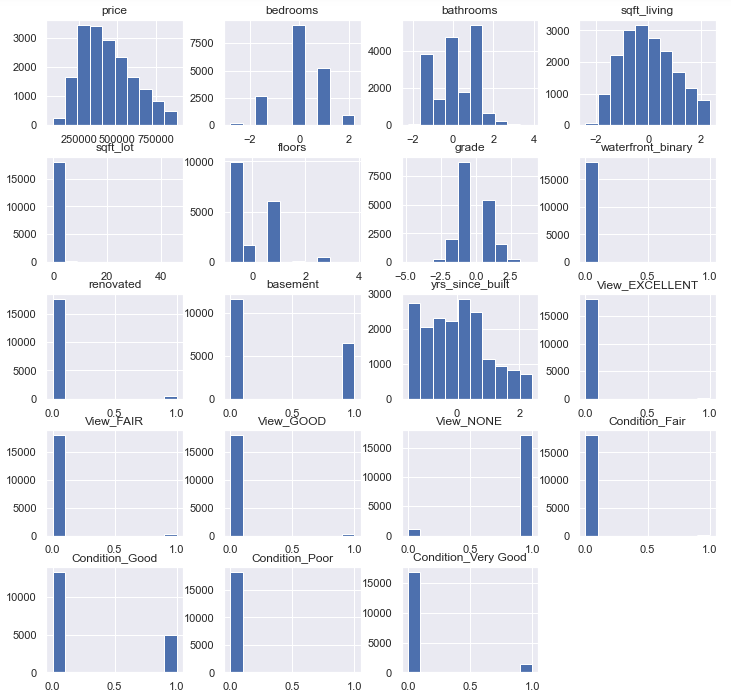 price bedrooms bathrooms sqft_living
3000 2000 1000 0 200000 500000 750000
7500 5000 2500 0 −2 0 2
4000 2000 0 −2 0 2 4
3000 2000 1000 0 −2 0 2
sqft_lot floors grade waterfront_binary
15000 10000 5000 0 0 20 40
10000 5000 0 0 2 4
7500 5000 2500 0 −5.0 −2.5 0.0 2.5
15000 10000 5000 0 0.0 0.5 1.0
renovated basement yrs_since_built View_EXCELLENT
15000 10000 5000 0 0.0 0.5 1.0
10000 5000 0 0.0 0.5 1.0
3000 2000 1000 0 0 2
15000 10000 5000 0 0.0 0.5 1.0
View_FAIR View_GOOD View_NONE Condition_Fair
15000 10000 5000 0 0.0 0.5 1.0
15000 10000 5000 0 0.0 0.5 1.0
15000 10000 5000 0 0.0 0.5 1.0
15000 10000 5000 0 0.0 0.5 1.0
Condition_Good Condition_Poor Condition_Very Good
10000 5000 0 0.0 0.5 1.0
15000 10000 5000 0 0.0 0.5 1.0
15000 10000 5000 0 0.0 0.5 1.0